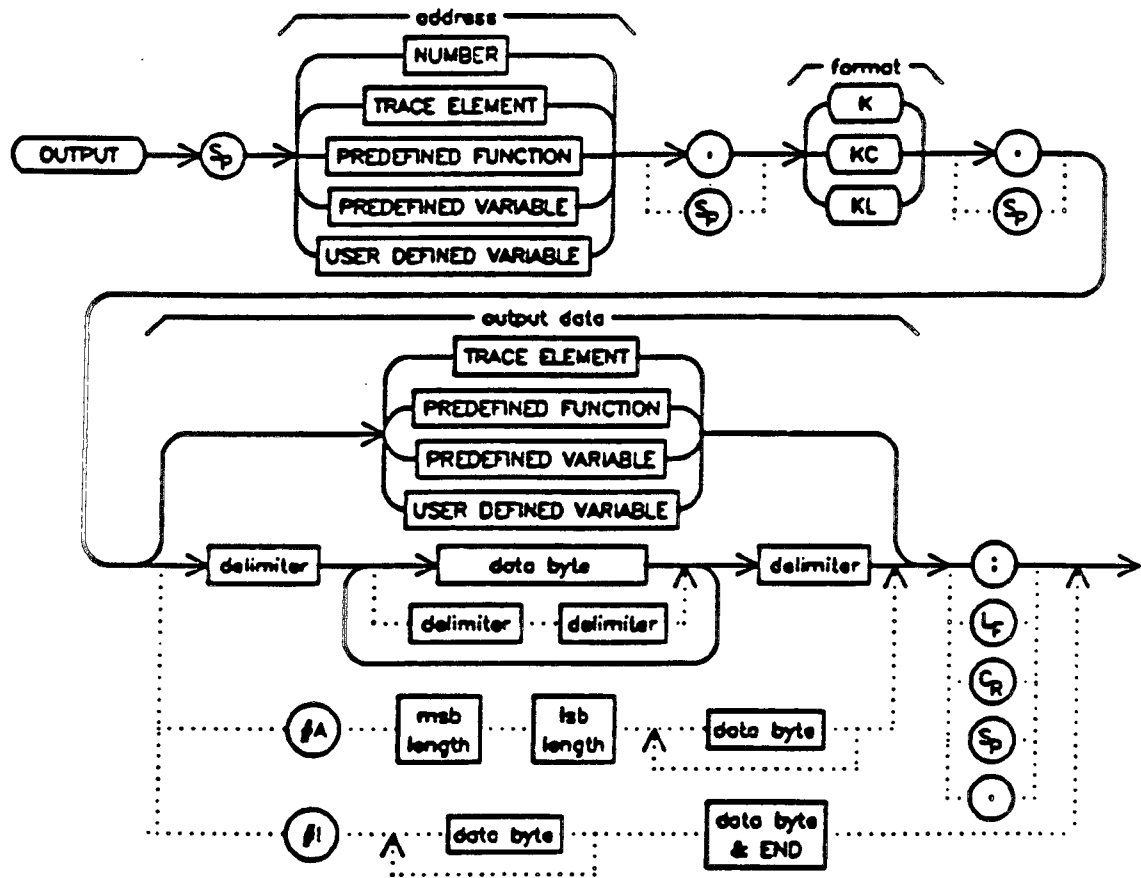 address
NUMBER
format
TRACE ELEMENT
K
OUTPUT
SP
PREDEFINED FUNCTION
,
KC
,
PREDEFINED VARIABLE
SP
KL
SP
USER DEFINED VARIABLE
output data
TRACE ELEMENT
PREDEFINED FUNCTION
PREDEFINED VARIABLE
USER DEFINED VARIABLE
delimiter
data byte
delimiter
;
delimiter
delimiter
LF
CR
#A
msb length
lsb length
data byte
SP
,
#I
data byte
data byte & END